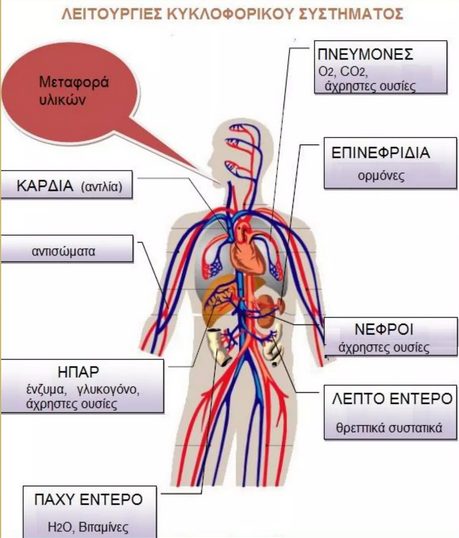 ΛΕΙΤΟΥΡΓΙΕΣ ΚΥΚΛΟΦΟΡΙΚΟΥ ΣΥΣΤΗΜΑΤΟΣ
Μεταφορά
υλικών
ΠΝΕΥΜΟΝΕΣ
O2, CO2,
άχρηστες ουσίες
ΕΠΙΝΕΦΡΙΔΙΑ
ορμόνες
ΚΑΡΔΙΑ (αντλία)
αντισώματα
ΝΕΦΡΟΙ
άχρηστες ουσίες
ΗΠΑΡ
ένζυμα, γλυκογόνο,
άχρηστες ουσίες
ΛΕΠΤΟ ΕΝΤΕΡΟ
θρεπτικά συστατικά
ΠΑΧΥ ΕΝΤΕΡΟ
H2O, Βιταμίνες